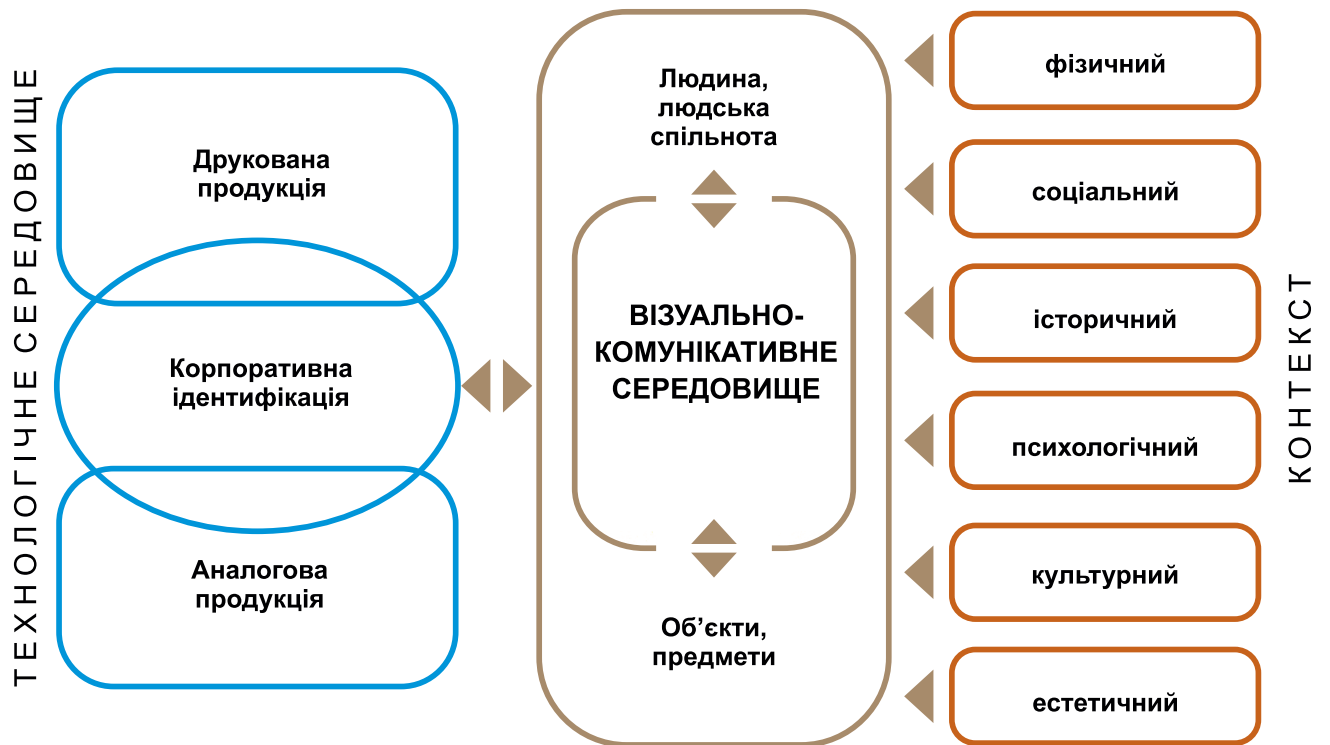 ТЕХНОЛОГІЧНЕ СЕРЕДОВИЩЕ
Друкована
продукція
Корпоративна
ідентифікація
Аналогова
продукція
Людина,
людська
спільнота
ВІЗУАЛЬНО-
КОМУНІКАТИВНЕ
СЕРЕДОВИЩЕ
Об’єкти,
предмети
фізичний
соціальний
історичний
психологічний
культурний
естетичний
КОНТЕКСТ